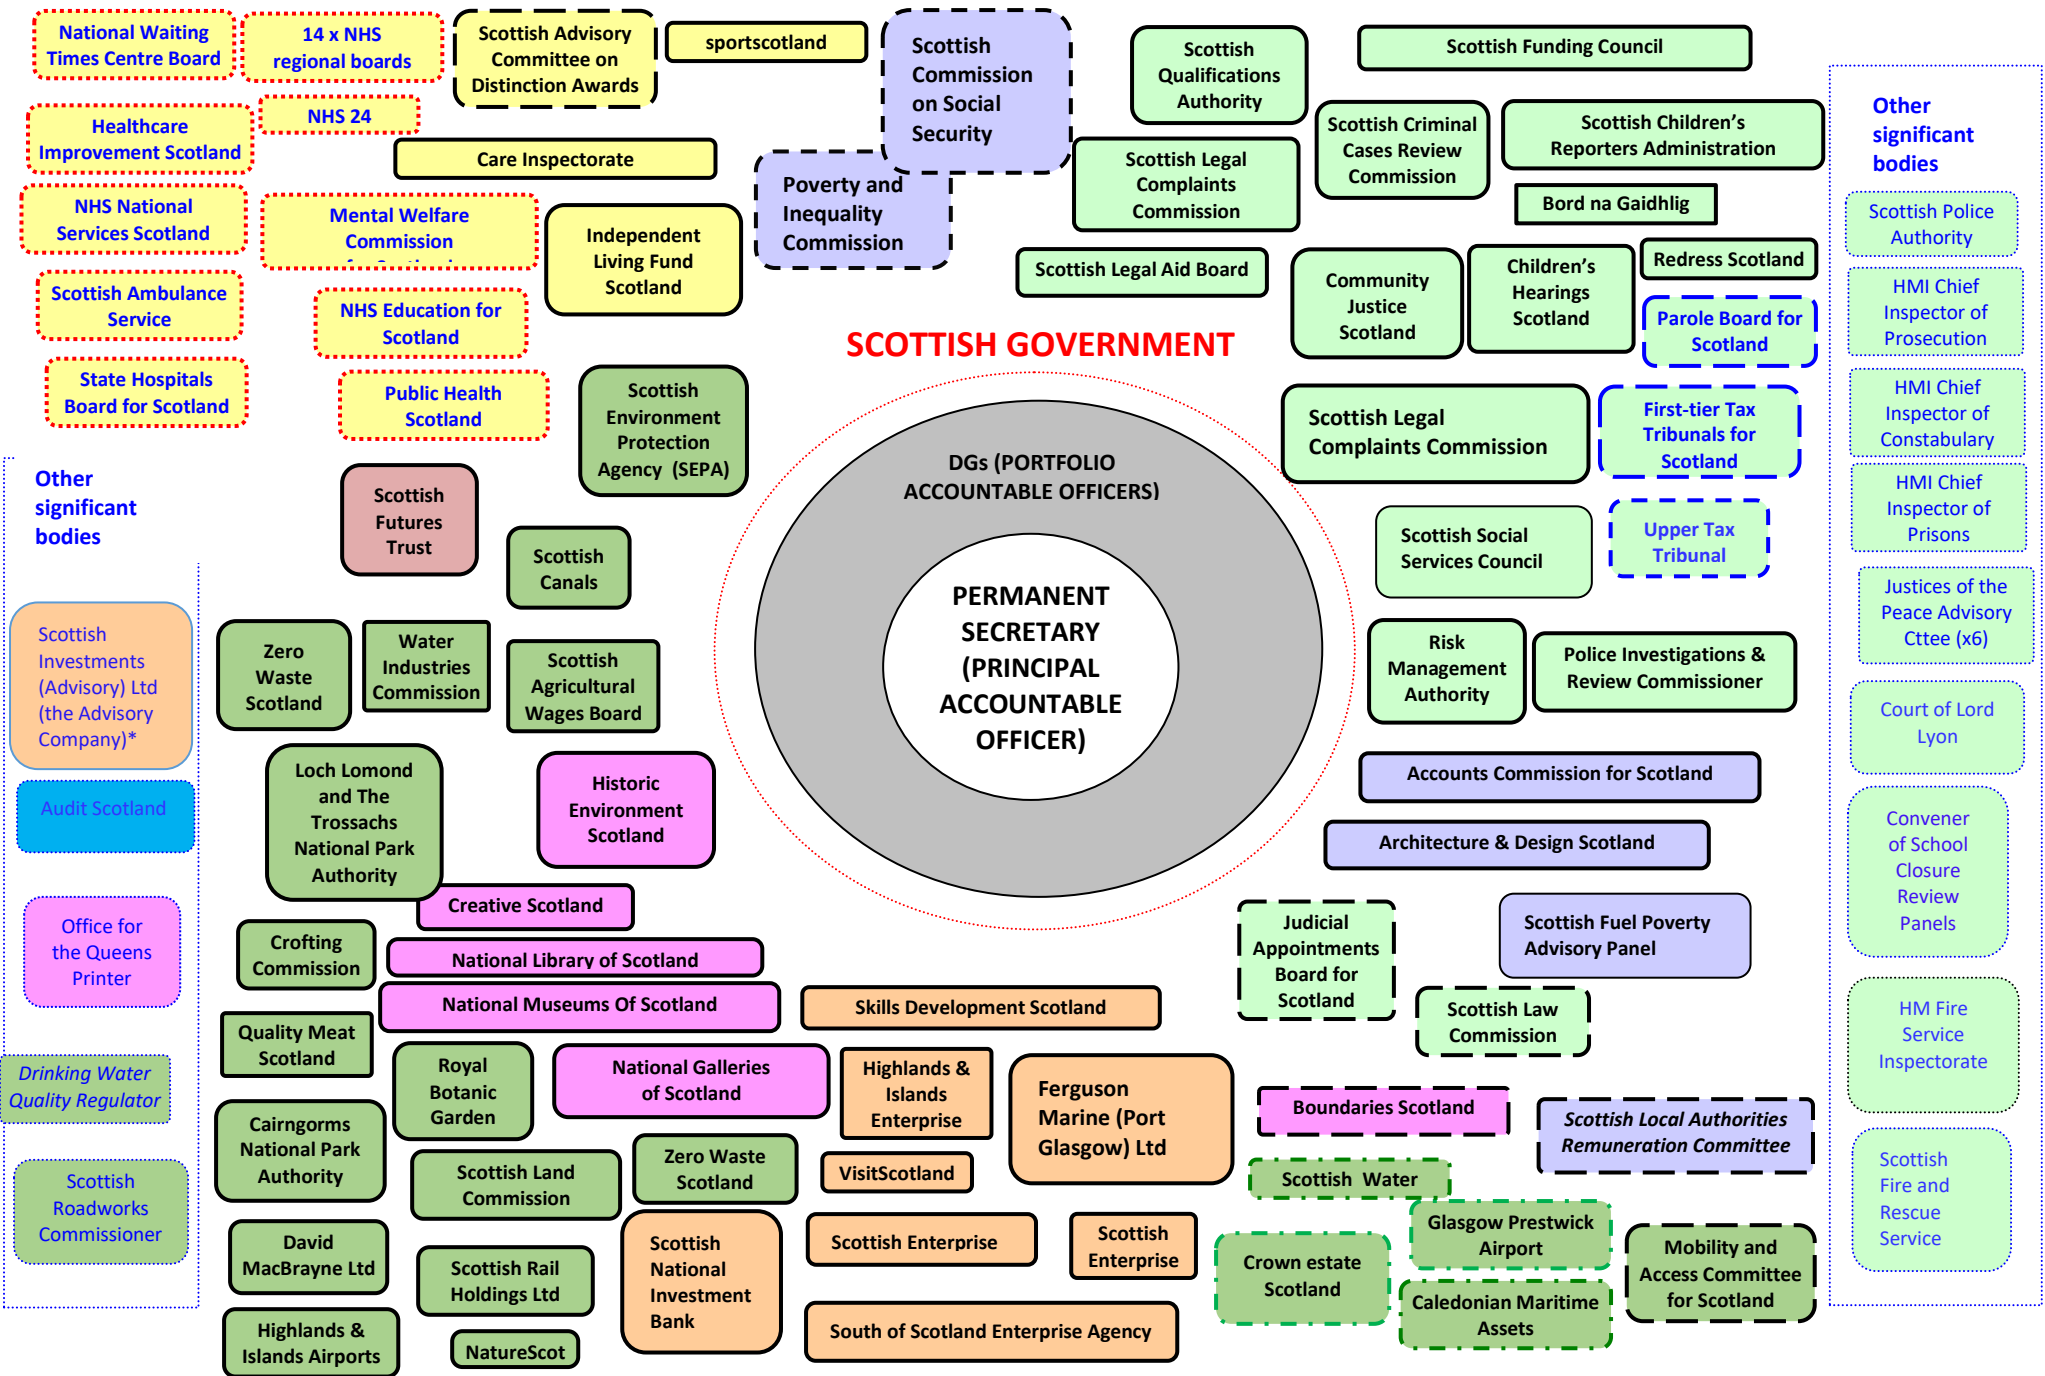 National Waiting
Times Centre Board
14 x NHS
regional boards
Scottish Advisory
Committee on
Distinction Awards
sportscotland
Scottish
Commission
on Social
Security
Scottish
Qualifications
Authority
Scottish Funding Council
Other
significant
bodies
Healthcare
Improvement Scotland
NHS 24
Care Inspectorate
Poverty and
Inequality
Commission
Scottish Legal
Complaints
Commission
Scottish Criminal
Cases Review
Commission
Scottish Children's
Reporters Administration
Bord na Gaidhlig
NHS National
Services Scotland
Mental Welfare
Commission
Independent
Living Fund
Scotland
Scottish Legal Aid Board
Community
Justice
Scotland
Children's
Hearings
Scotland
Redress Scotland
Parole Board for
Scotland
Scottish Police
Authority
HMI Chief
Inspector of
Prosecution
Scottish Ambulance
Service
NHS Education for
Scotland
SCOTTISH GOVERNMENT
State Hospitals
Board for Scotland
Public Health
Scotland
Scottish
Environment
Protection
Agency (SEPA)
Scottish Legal
Complaints Commission
First-tier Tax
Tribunals for
Scotland
HMI Chief
Inspector of
Constabulary
Other
significant
bodies
Scottish
Futures
Trust
DGs (PORTFOLIO
ACCOUNTABLE OFFICERS)
HMI Chief
Inspector of
Prisons
Scottish
Canals
Scottish Social
Services Council
Upper Tax
Tribunal
PERMANENT
SECRETARY
(PRINCIPAL
ACCOUNTABLE
OFFICER)
Justices of the
Peace Advisory
Cttee (x6)
Scottish
Investments
(Advisory) Ltd
(the Advisory
Company)*
Zero
Waste
Scotland
Water
Industries
Commission
Scottish
Agricultural
Wages Board
Risk
Management
Authority
Police Investigations &
Review Commissioner
Court of Lord
Lyon
Audit Scotland
Loch Lomond
and The
Trossachs
National Park
Authority
Historic
Environment
Scotland
Accounts Commission for Scotland
Architecture & Design Scotland
Convener
of School
Closure
Review
Panels
Creative Scotland
Office for
the Queens
Printer
Crofting
Commission
National Library of Scotland
Judicial
Appointments
Board for
Scotland
Scottish Fuel Poverty
Advisory Panel
National Museums Of Scotland
Skills Development Scotland
Scottish Law
Commission
HM Fire
Service
Inspectorate
Quality Meat
Scotland
Royal
Botanic
Garden
National Galleries
of Scotland
Highlands &
Islands
Enterprise
Ferguson
Marine (Port
Glasgow) Ltd
Drinking Water
Quality Regulator
Boundaries Scotland
Scottish Local Authorities
Remuneration Committee
Cairngorms
National Park
Authority
Scottish Land
Commission
Zero Waste
Scotland
VisitScotland
Scottish Water
Scottish
Fire and
Rescue
Service
Scottish
Roadworks
Commissioner
David
MacBrayne Ltd
Scottish Rail
Holdings Ltd
Scottish
National
Investment
Bank
Scottish Enterprise
Scottish
Enterprise
Crown estate
Scotland
Glasgow Prestwick
Airport
Mobility and
Access Committee
for Scotland
Highlands &
Islands Airports
NatureScot
South of Scotland Enterprise Agency
Caledonian Maritime
Assets